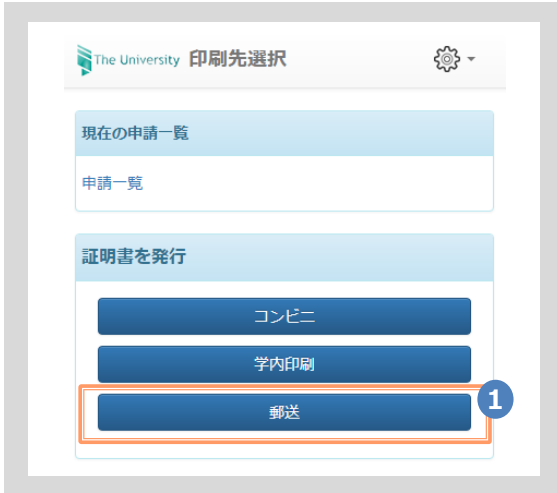 The University 印刷先選択
現在の申請一覧
申請一覧
証明書を発行
コンビニ
学内印刷
郵送
1